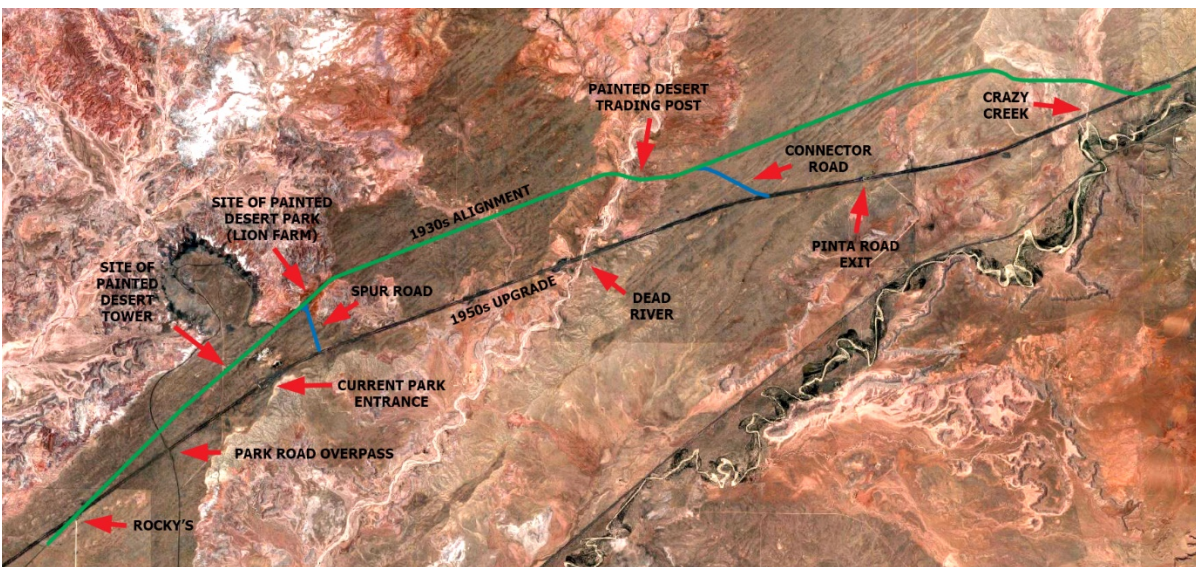 PAINTED DESERT
TRADING POST
CRAZY
CREEK
CONNECTOR
ROAD
SITE OF PAINTED
DESERT PARK
(LION FARM)
1930s ALIGNMENT
PINTA ROAD
EXIT
SITE OF
PAINTED
DESERT
TOWER
SPUR ROAD
1950s UPGRADE
DEAD
RIVER
CURRENT PARK
ENTRANCE
PARK ROAD OVERPASS
ROCKY'S